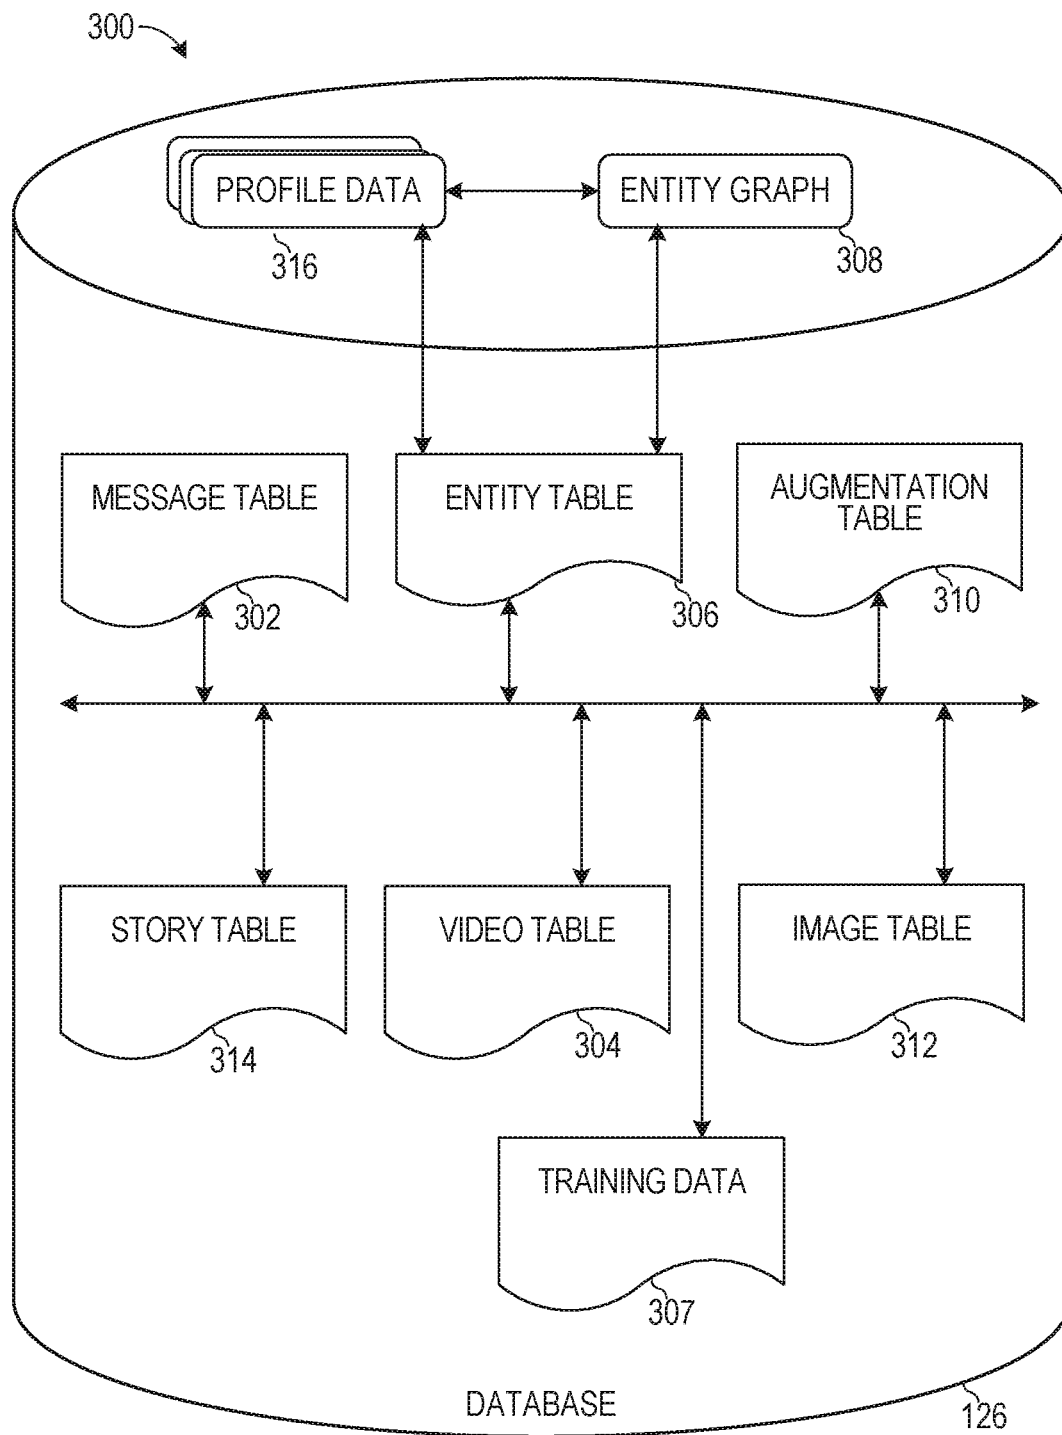 300
PROFILE DATA
ENTITY GRAPH
316
308
MESSAGE TABLE
ENTITY TABLE
AUGMENTATION
TABLE
302
306
310
STORY TABLE
VIDEO TABLE
IMAGE TABLE
314
304
312
TRAINING DATA
307
DATABASE
126